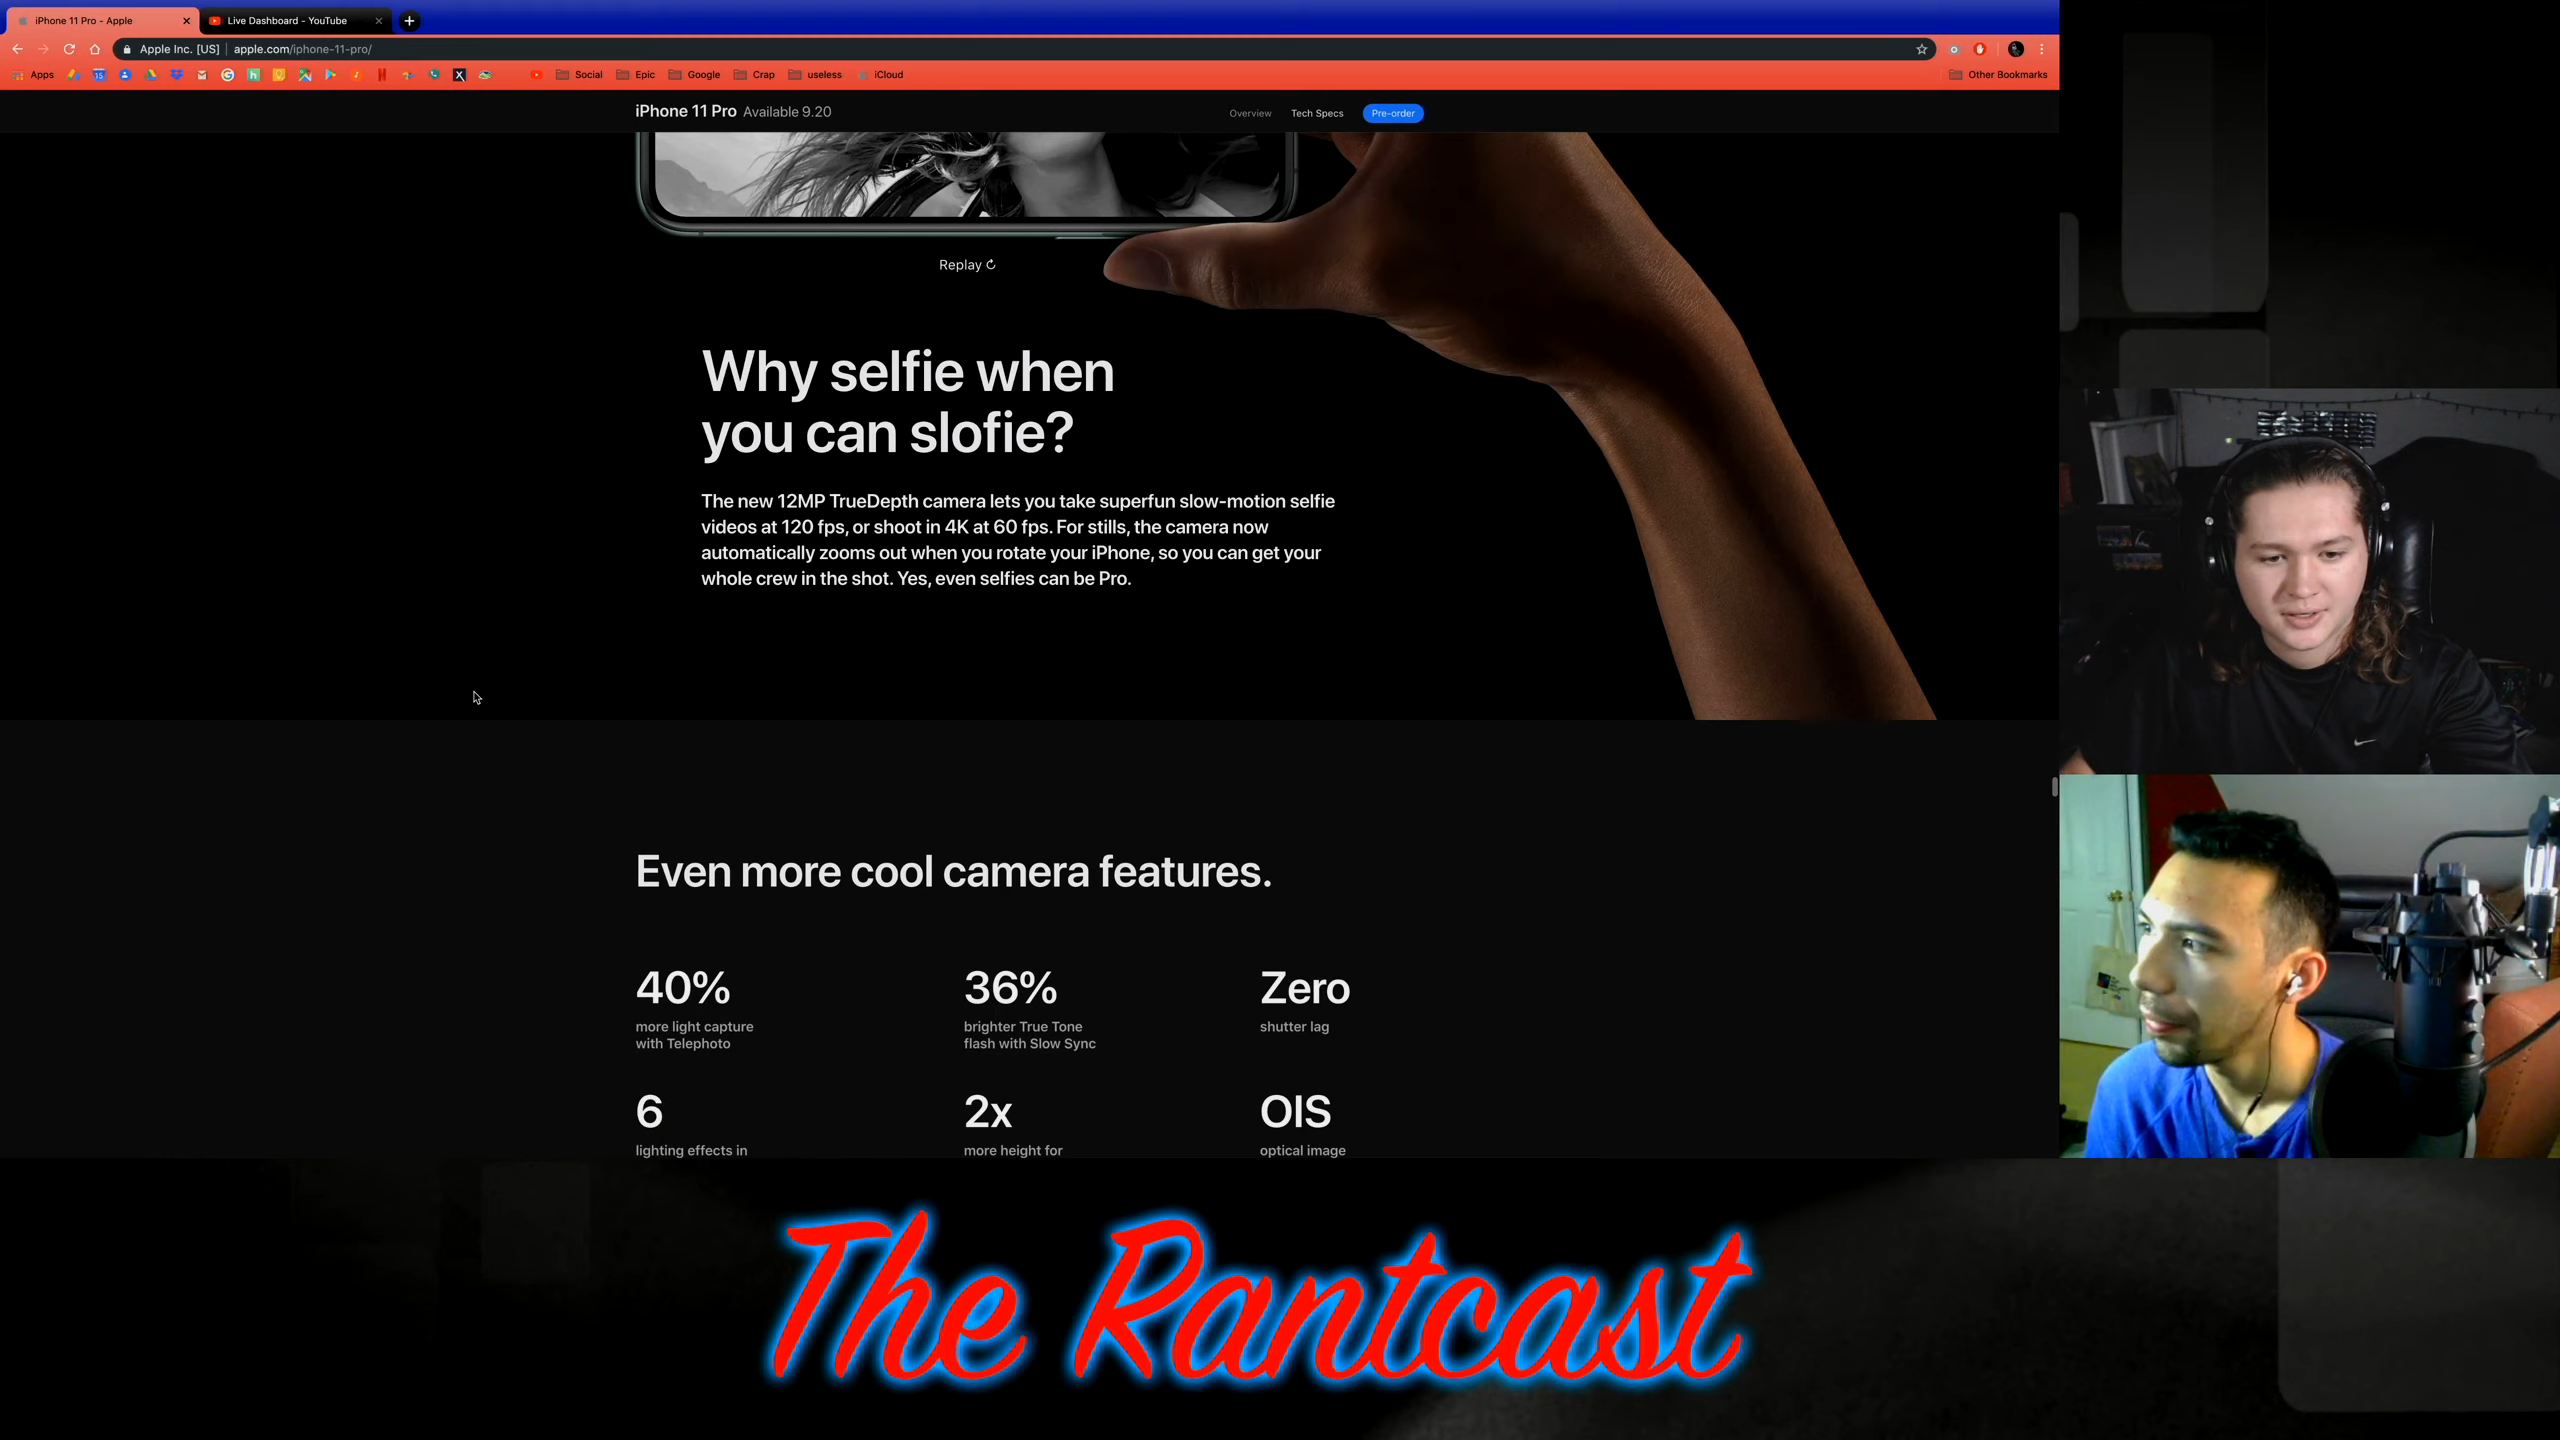 iPhone 11 Pro - Apple
Live Dashboard - YouTube
Apple Inc. [US] | apple.com/iphone-11-pro/
Apps
Social
Epic
Google
Crap
useless
iCloud
Other Bookmarks
iPhone 11 Pro Available 9.20
Overview
Tech Specs
Pre-order
Replay
Why selfie when
you can slofie?
The new 12MP TrueDepth camera lets you take superfun slow-motion selfie
videos at 120 fps, or shoot in 4K at 60 fps. For stills, the camera now
automatically zooms out when you rotate your iPhone, so you can get your
whole crew in the shot. Yes, even selfies can be Pro.
Even more cool camera features.
40%
more light capture
with Telephoto
36%
brighter True Tone
flash with Slow Sync
Zero
shutter lag
6
lighting effects in
2x
more height for
OIS
optical image
The Rantcast